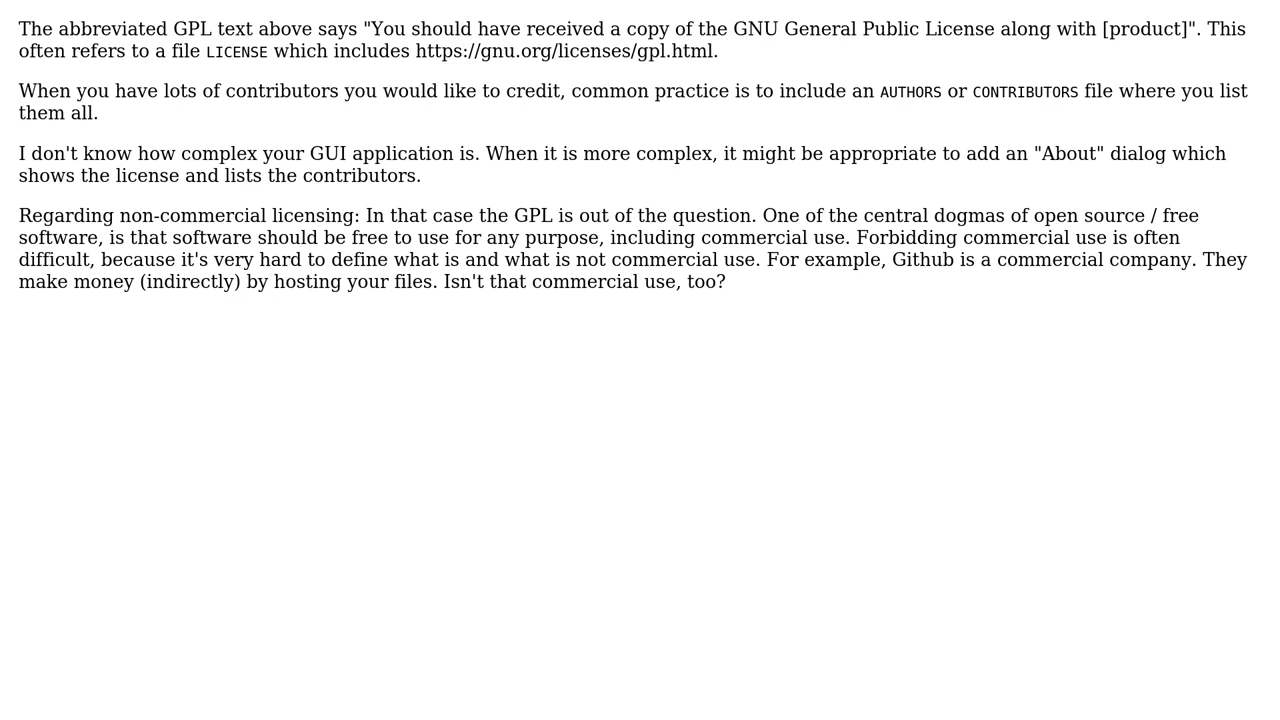 The abbreviated GPL text above says "You should have received a copy of the GNU General Public License along with [product]". This
often refers to a file LICENSE which includes https://gnu.org/licenses/gpl.html.
When you have lots of contributors you would like to credit, common practice is to include an AUTHORS or CONTRIBUTORS file where you list
them all.
I don't know how complex your GUI application is. When it is more complex, it might be appropriate to add an "About" dialog which
shows the license and lists the contributors.
Regarding non-commercial licensing: In that case the GPL is out of the question. One of the central dogmas of open source / free
software, is that software should be free to use for any purpose, including commercial use. Forbidding commercial use is often
difficult, because it's very hard to define what is and what is not commercial use. For example, Github is a commercial company. They
make money (indirectly) by hosting your files. Isn't that commercial use, too?